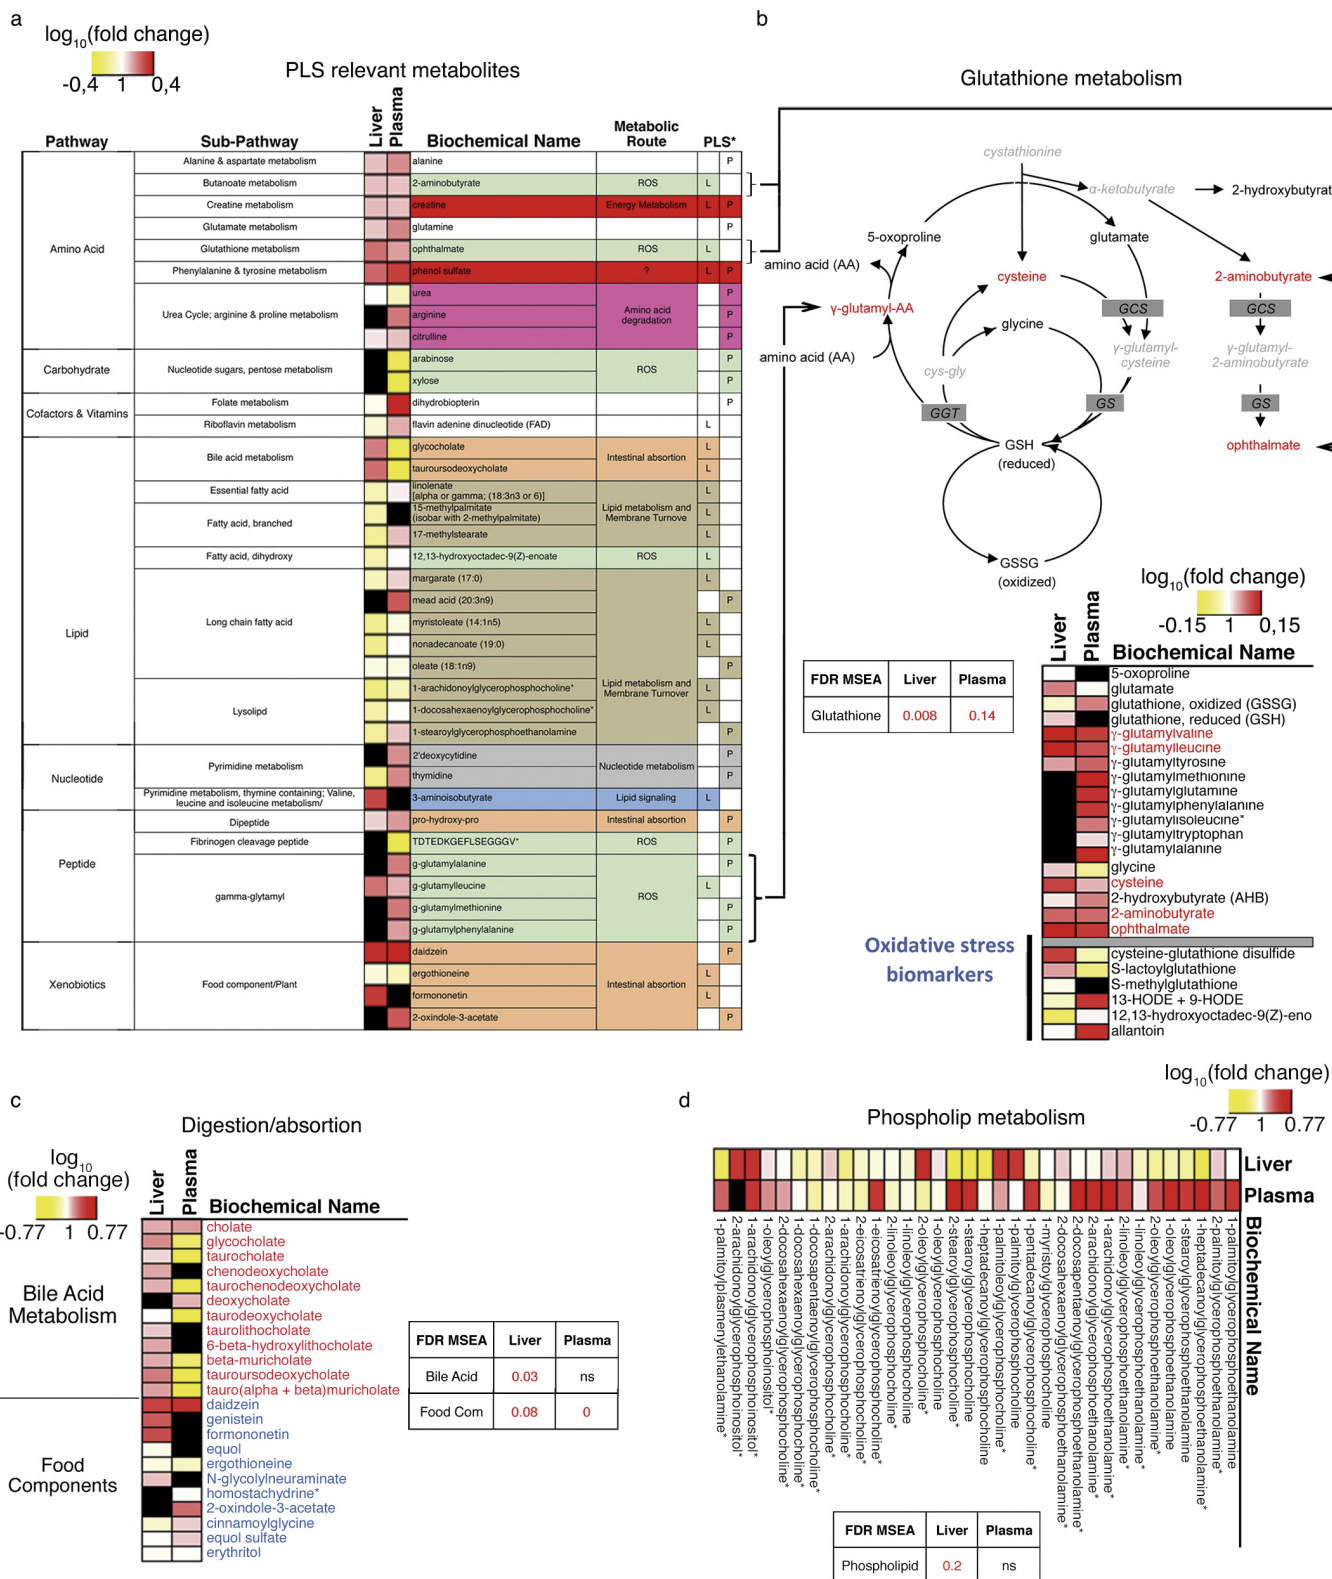 a
log10(fold change)
-0,4 1 0,4
PLS relevant metabolites
Pathway Sub-Pathway Liver Plasma Biochemical Name Metabolic Route PLS*
Amino Acid
Alanine & aspartate metabolism alanine P
Butanoate metabolism 2-aminobutyrate ROS L
Creatine metabolism creatine Energy Metabolism L P
Glutamate metabolism glutamine P
Glutathione metabolism ophthalmate ROS L
Phenylalanine & tyrosine metabolism phenol sulfate ? L P
Urea Cycle; arginine & proline metabolism Amino acid degradation
urea P
arginine P
citrulline P
Carbohydrate Nucleotide sugars, pentose metabolism ROS
arabinose P
xylose P
Cofactors & Vitamins
Folate metabolism dihydrobiopterin P
Riboflavin metabolism flavin adenine dinucleotide (FAD) L
Lipid
Bile acid metabolism Intestinal absortion
glycocholate L
tauroursodeoxycholate L
Essential fatty acid linolenate
[alpha or gamma; (18:3n3 or 6)] L
Lipid metabolism and
Membrane Turnove
Fatty acid, branched 15-methylpalmitate
(isobar with 2-methylpalmitate) L
17-methylstearate L
Fatty acid, dihydroxy 12,13-hydroxyoctadec-9(Z)-enoate ROS L
Long chain fatty acid
margarate (17:0) L
mead acid (20:3n9) P
myristoleate (14:1n5) L
nonadecanoate (19:0) L
oleate (18:1n9) P
Lipid metabolism and
Membrane Turnover
Lysolipd
1-arachidonoylglycerophosphocholine* L
1-docosahexaenoylglycerophosphocholine* L
1-stearoylglycerophosphoethanolamine P
Nucleotide
Pyrimidine metabolism Nucleotide metabolism
2'deoxycytidine P
thymidine P
Pyrimidine metabolism, thymine containing; Valine,
leucine and isoleucine metabolism/ 3-aminoisobutyrate Lipid signaling L
Peptide
Dipeptide pro-hydroxy-pro Intestinal absortion P
Fibrinogen cleavage peptide TDTEDKGEFLSEGGGV* ROS P
gamma-glytamyl ROS
g-glutamylalanine P
g-glutamylleucine L
g-glutamylmethionine P
g-glutamylphenylalanine P
Xenobiotics Food component/Plant Intestinal absortion
daidzein P
ergothioneine L
formononetin L
2-oxindole-3-acetate P
b
Glutathione metabolism
cystathionine
α-ketobutyrate
2-hydroxybutyrat
5-oxoproline
glutamate
amino acid (AA)
cysteine
2-aminobutyrate
γ-glutamyl-AA
GCS
GCS
glycine
amino acid (AA)
cys-gly
γ-glutamyl-
cysteine
γ-glutamyl-
2-aminobutyrate
GGT
GS
GS
GSH
(reduced)
ophthalmate
GSSG
(oxidized)
log10(fold change)
-0.15 1 0,15
FDR MSEA Liver Plasma
Glutathione 0.008 0.14
Liver Plasma Biochemical Name
5-oxoproline
glutamate
glutathione, oxidized (GSSG)
glutathione, reduced (GSH)
γ-glutamylvaline
γ-glutamylleucine
γ-glutamyltyrosine
γ-glutamylmethionine
γ-glutamylglutamine
γ-glutamylphenylalanine
γ-glutamylisoleucine*
γ-glutamyltryptophan
γ-glutamylalanine
glycine
cysteine
2-hydroxybutyrate (AHB)
2-aminobutyrate
ophthalmate
Oxidative stress
biomarkers
cysteine-glutathione disulfide
S-lactoylglutathione
S-methylglutathione
13-HODE + 9-HODE
12,13-hydroxyoctadec-9(Z)-eno
allantoin
c
Digestion/absortion
log10
(fold change)
-0.77 1 0.77
Liver Plasma Biochemical Name
Bile Acid
Metabolism
cholate
glycocholate
taurocholate
chenodeoxycholate
taurochenodeoxycholate
deoxycholate
taurodeoxycholate
taurolithocholate
6-beta-hydroxylithocholate
beta-muricholate
tauroursodeoxycholate
tauro(alpha + beta)muricholate
Food
Components
daidzein
genistein
formononetin
equol
ergothioneine
N-glycolylneuraminate
homostachydrine*
2-oxindole-3-acetate
cinnamoylglycine
equol sulfate
erythritol
FDR MSEA Liver Plasma
Bile Acid 0.03 ns
Food Com 0.08 0
d
Phospholip metabolism
log10(fold change)
-0.77 1 0.77
Liver
Plasma
Biochemical Name
1-palmitoylplasmenylethanolamine*
2-arachidonoylglycerophosphoinositol*
1-arachidonoylglycerophosphoinositol*
1-oleoylglycerophosphoinositol*
2-docosahexaenoylglycerophosphocholine*
1-docosahexaenoylglycerophosphocholine*
1-docosapentaenoylglycerophosphocholine*
2-arachidonoylglycerophosphocholine*
1-arachidonoylglycerophosphocholine*
2-eicosatrienoylglycerophosphocholine*
1-eicosatrienoylglycerophosphocholine*
2-linoleoylglycerophosphocholine*
1-linoleoylglycerophosphocholine
2-oleoylglycerophosphocholine*
1-oleoylglycerophosphocholine
2-stearoylglycerophosphocholine*
1-stearoylglycerophosphocholine
1-heptadecanoylglycerophosphocholine
1-palmitoleoylglycerophosphocholine*
1-palmitoylglycerophosphocholine
1-pentadecanoylglycerophosphocholine*
1-myristoylglycerophosphocholine
2-docosahexaenoylglycerophosphoethanolamine*
2-docosapentaenoylglycerophosphoethanolamine*
2-arachidonoylglycerophosphoethanolamine*
1-arachidonoylglycerophosphoethanolamine*
2-linoleoylglycerophosphoethanolamine*
1-linoleoylglycerophosphoethanolamine*
2-oleoylglycerophosphoethanolamine*
1-oleoylglycerophosphoethanolamine
1-stearoylglycerophosphoethanolamine
1-heptadecanoylglycerophosphoethanolamine*
2-palmitoylglycerophosphoethanolamine*
1-palmitoylglycerophosphoethanolamine
FDR MSEA Liver Plasma
Phospholipid 0.2 ns